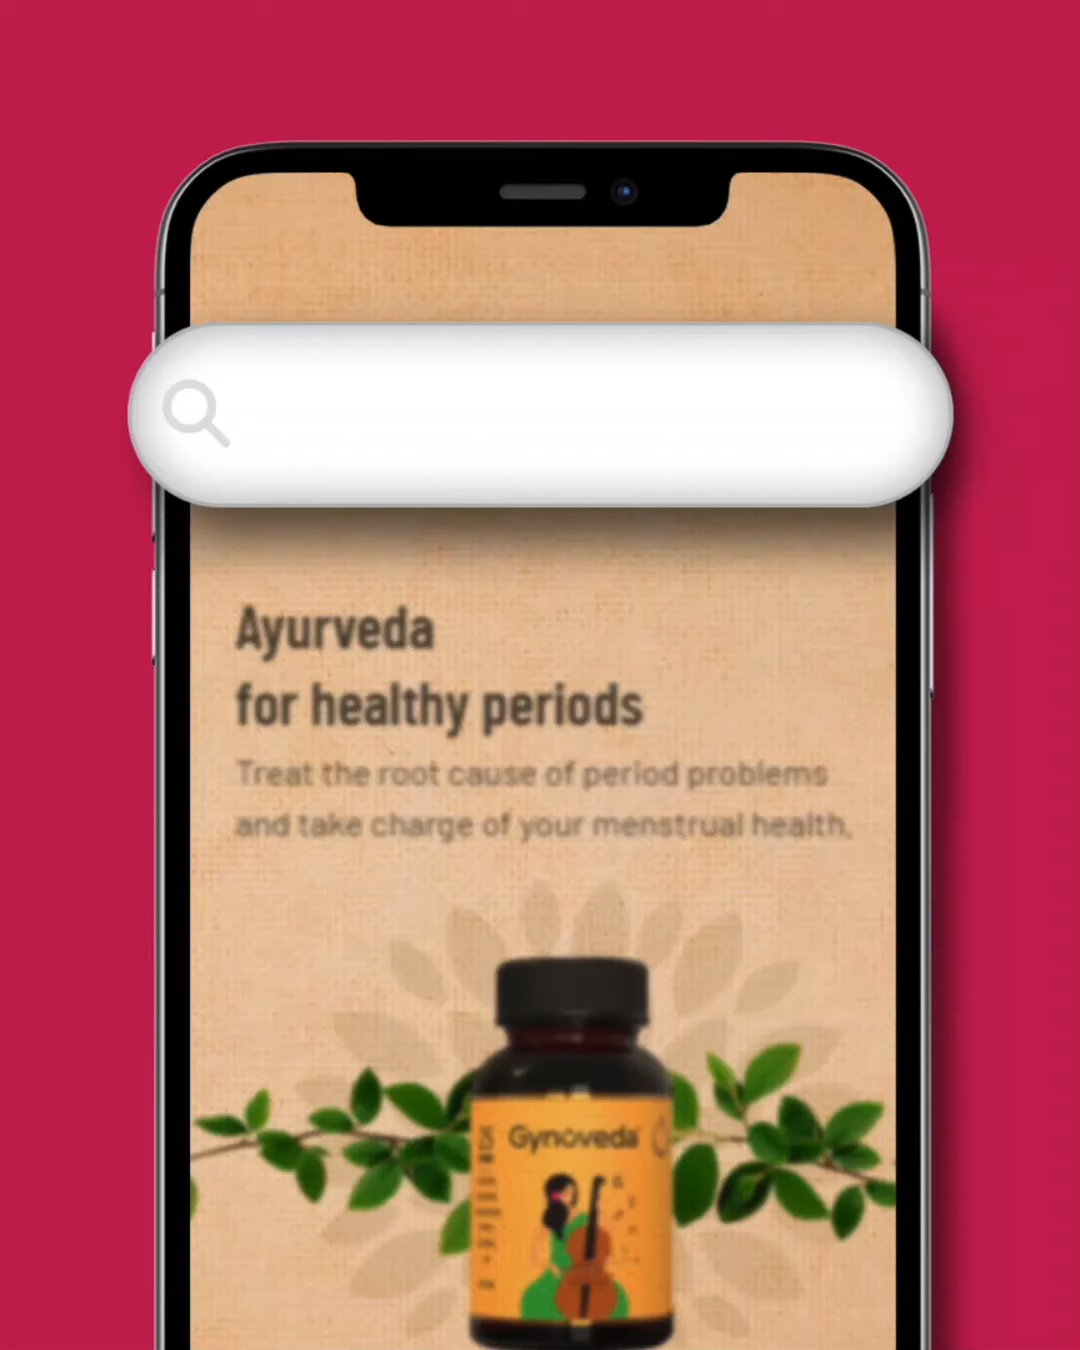 Ayurveda
for healthy periods
Treat the root cause of period problems
and take charge of your menstrual health.
Gynoveda